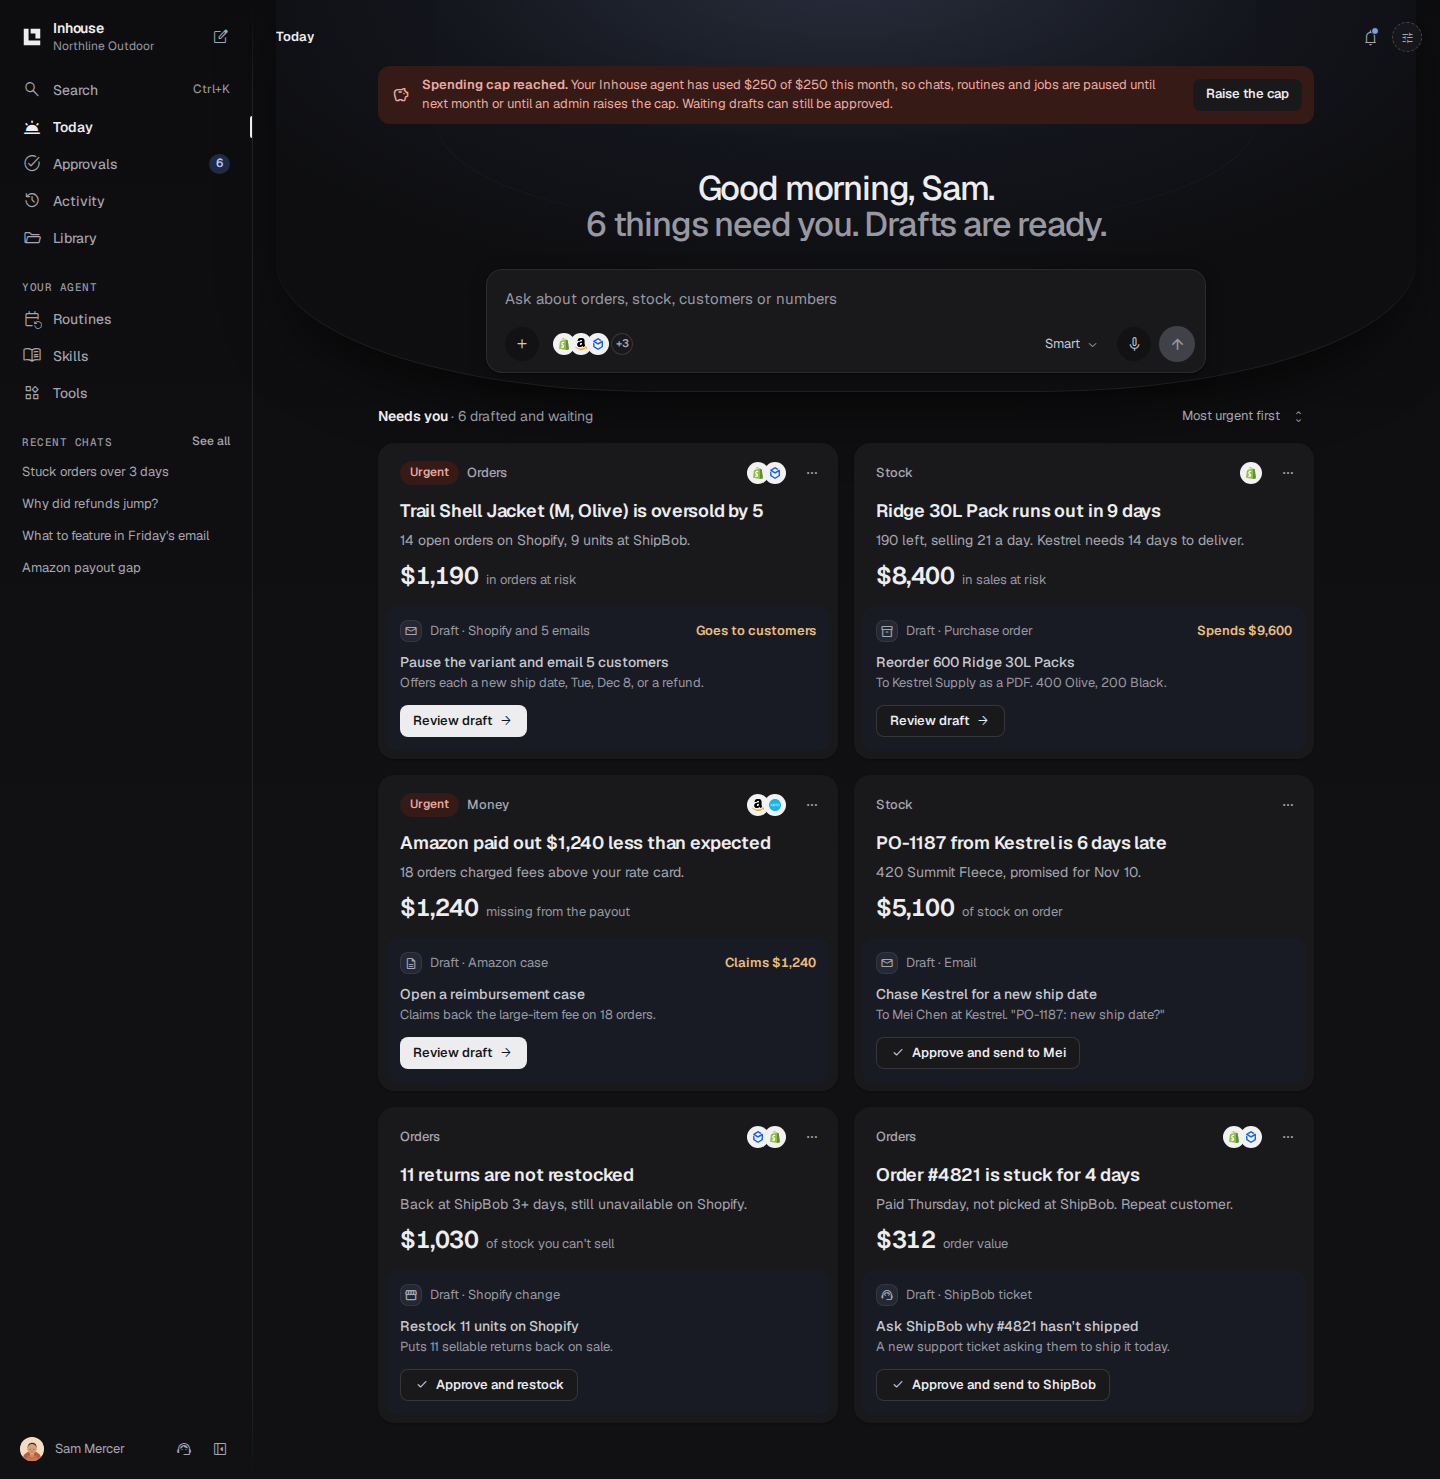 Inhouse
Northline Outdoor
Search Ctrl+K
Today
Approvals 6
Activity
Library
YOUR AGENT
Routines
Skills
Tools
RECENT CHATS See all
Stuck orders over 3 days
Why did refunds jump?
What to feature in Friday's email
Amazon payout gap
Sam Mercer
Today
Spending cap reached. Your Inhouse agent has used $250 of $250 this month, so chats, routines and jobs are paused until
next month or until an admin raises the cap. Waiting drafts can still be approved.
Raise the cap
Good morning, Sam.
6 things need you. Drafts are ready.
Ask about orders, stock, customers or numbers
+3
Smart
Needs you · 6 drafted and waiting
Most urgent first
Urgent Orders
Trail Shell Jacket (M, Olive) is oversold by 5
14 open orders on Shopify, 9 units at ShipBob.
$1,190 in orders at risk
Draft · Shopify and 5 emails Goes to customers
Pause the variant and email 5 customers
Offers each a new ship date, Tue, Dec 8, or a refund.
Review draft
Stock
Ridge 30L Pack runs out in 9 days
190 left, selling 21 a day. Kestrel needs 14 days to deliver.
$8,400 in sales at risk
Draft · Purchase order Spends $9,600
Reorder 600 Ridge 30L Packs
To Kestrel Supply as a PDF. 400 Olive, 200 Black.
Review draft
Urgent Money
Amazon paid out $1,240 less than expected
18 orders charged fees above your rate card.
$1,240 missing from the payout
Draft · Amazon case Claims $1,240
Open a reimbursement case
Claims back the large-item fee on 18 orders.
Review draft
Stock
PO-1187 from Kestrel is 6 days late
420 Summit Fleece, promised for Nov 10.
$5,100 of stock on order
Draft · Email
Chase Kestrel for a new ship date
To Mei Chen at Kestrel. "PO-1187: new ship date?"
Approve and send to Mei
Orders
11 returns are not restocked
Back at ShipBob 3+ days, still unavailable on Shopify.
$1,030 of stock you can't sell
Draft · Shopify change
Restock 11 units on Shopify
Puts 11 sellable returns back on sale.
Approve and restock
Orders
Order #4821 is stuck for 4 days
Paid Thursday, not picked at ShipBob. Repeat customer.
$312 order value
Draft · ShipBob ticket
Ask ShipBob why #4821 hasn't shipped
A new support ticket asking them to ship it today.
Approve and send to ShipBob